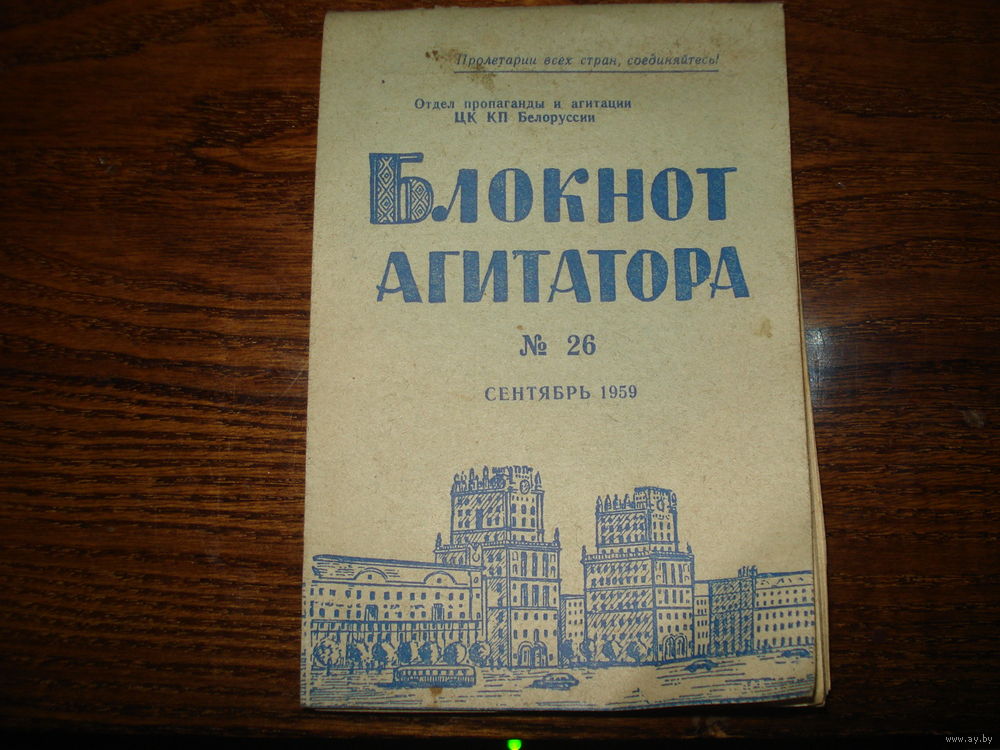 Пролетарии всех стран, соединяйтесь!
Отдел пропаганды и агитации
ЦК КП Белоруссии
БЛОКНОТ
АГИТАТОРА
№ 26
СЕНТЯБРЬ 1959
www.ay.by